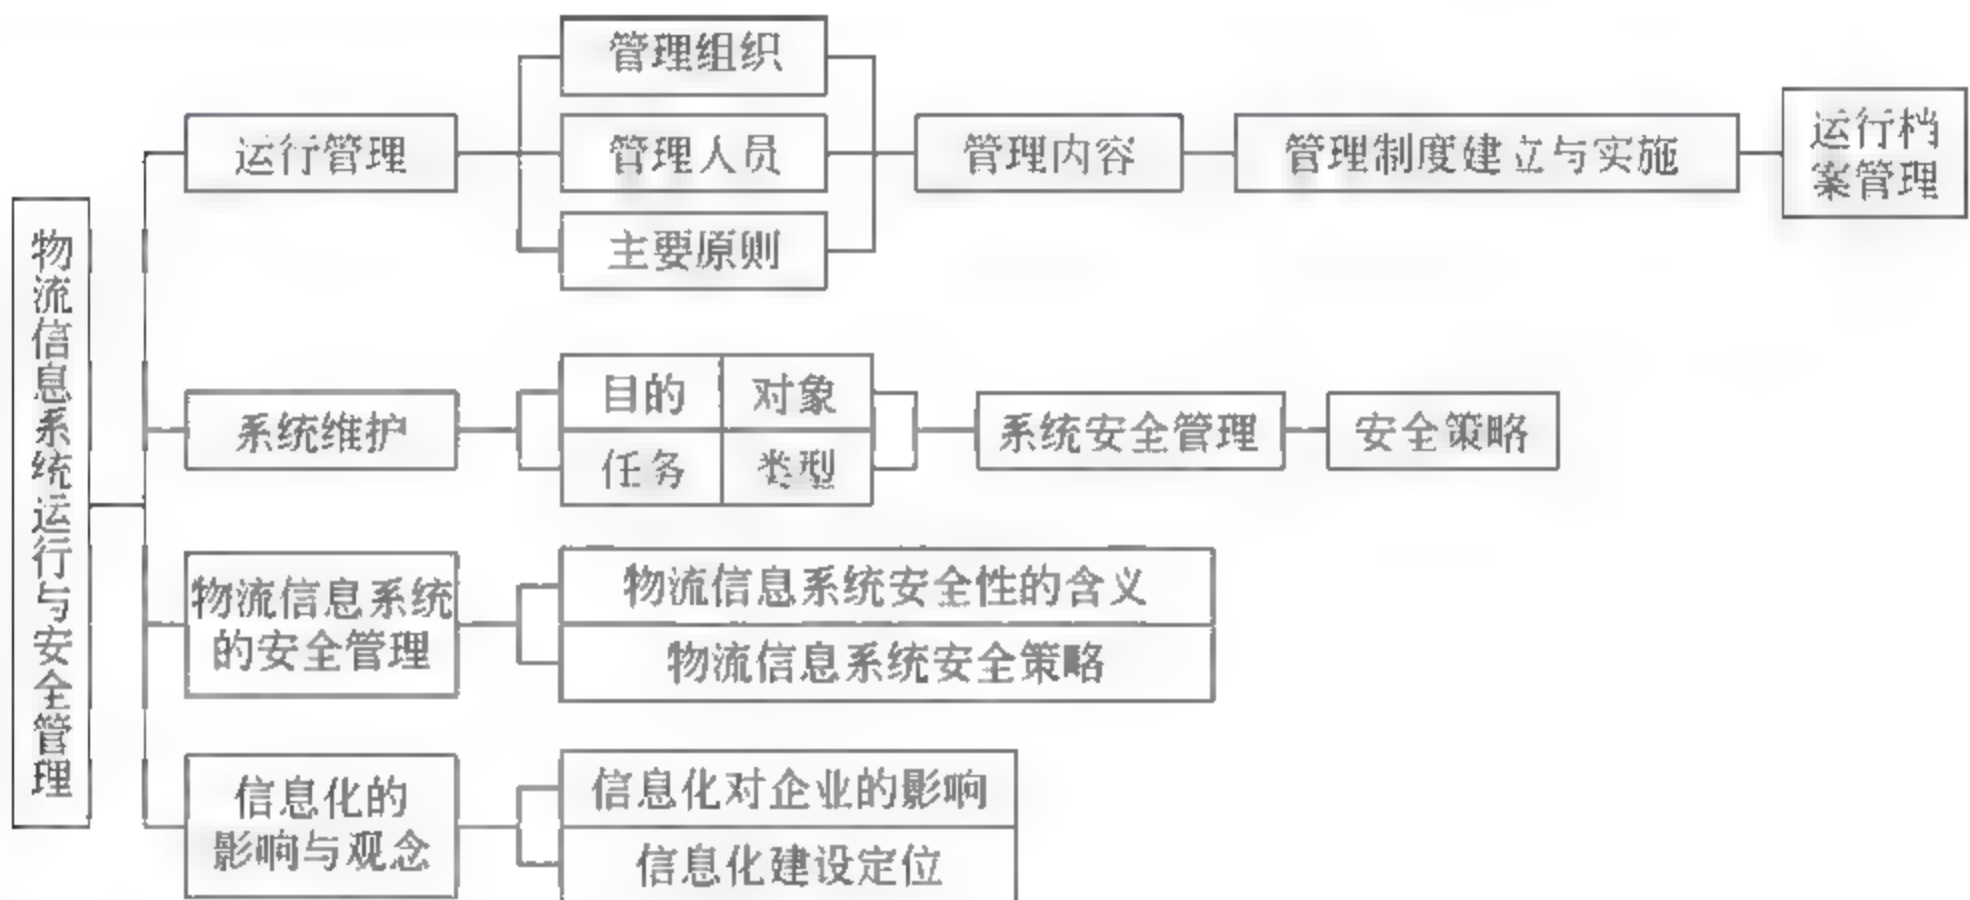 物流信息系统运行与安全管理
运行管理
管理组织
管理人员
主要原则
管理内容
管理制度建立与实施
运行档
案管理
系统维护
目的
对象
任务
类型
系统安全管理
安全策略
物流信息系统
的安全管理
物流信息系统安全性的含义
物流信息系统安全策略
信息化的
影响与观念
信息化对企业的影响
信息化建设定位